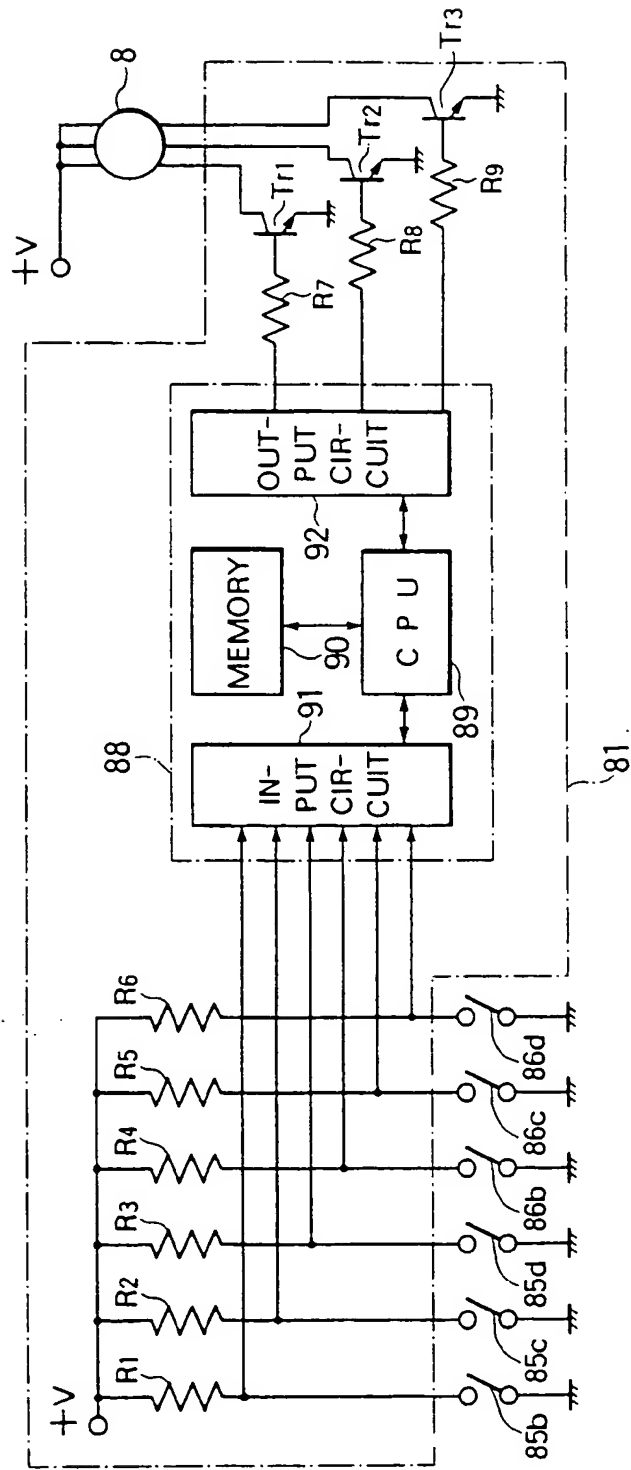 +V
R1
R2
R3
R4
R5
R6
85b
85c
85d
86b
86c
86d
88
IN-
PUT
CIR-
CUIT
91
MEMORY
90
CPU
89
OUT-
PUT
CIR-
CUIT
92
81
R7
R8
R9
Tr1
Tr2
Tr3
+V
8